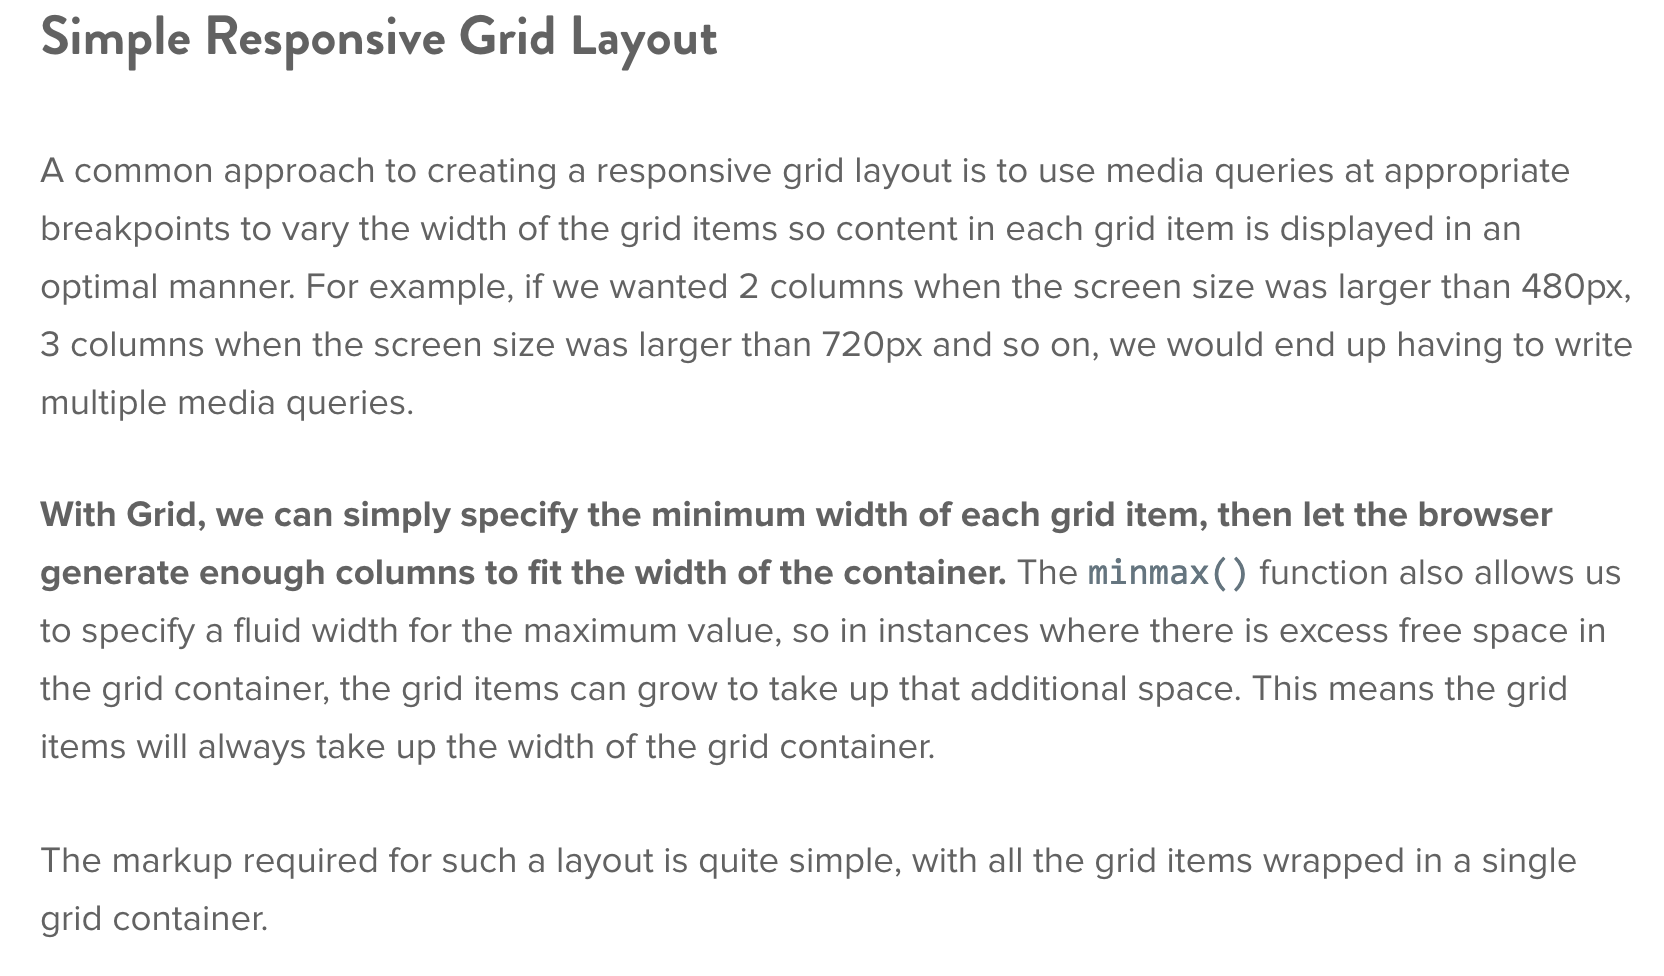 Simple Responsive Grid Layout
A common approach to creating a responsive grid layout is to use media queries at appropriate
breakpoints to vary the width of the grid items so content in each grid item is displayed in an
optimal manner. For example, if we wanted 2 columns when the screen size was larger than 480px,
3 columns when the screen size was larger than 720px and so on, we would end up having to write
multiple media queries.
With Grid, we can simply specify the minimum width of each grid item, then let the browser
generate enough columns to fit the width of the container. The minmax() function also allows us
to specify a fluid width for the maximum value, so in instances where there is excess free space in
the grid container, the grid items can grow to take up that additional space. This means the grid
items will always take up the width of the grid container.
The markup required for such a layout is quite simple, with all the grid items wrapped in a single
grid container.